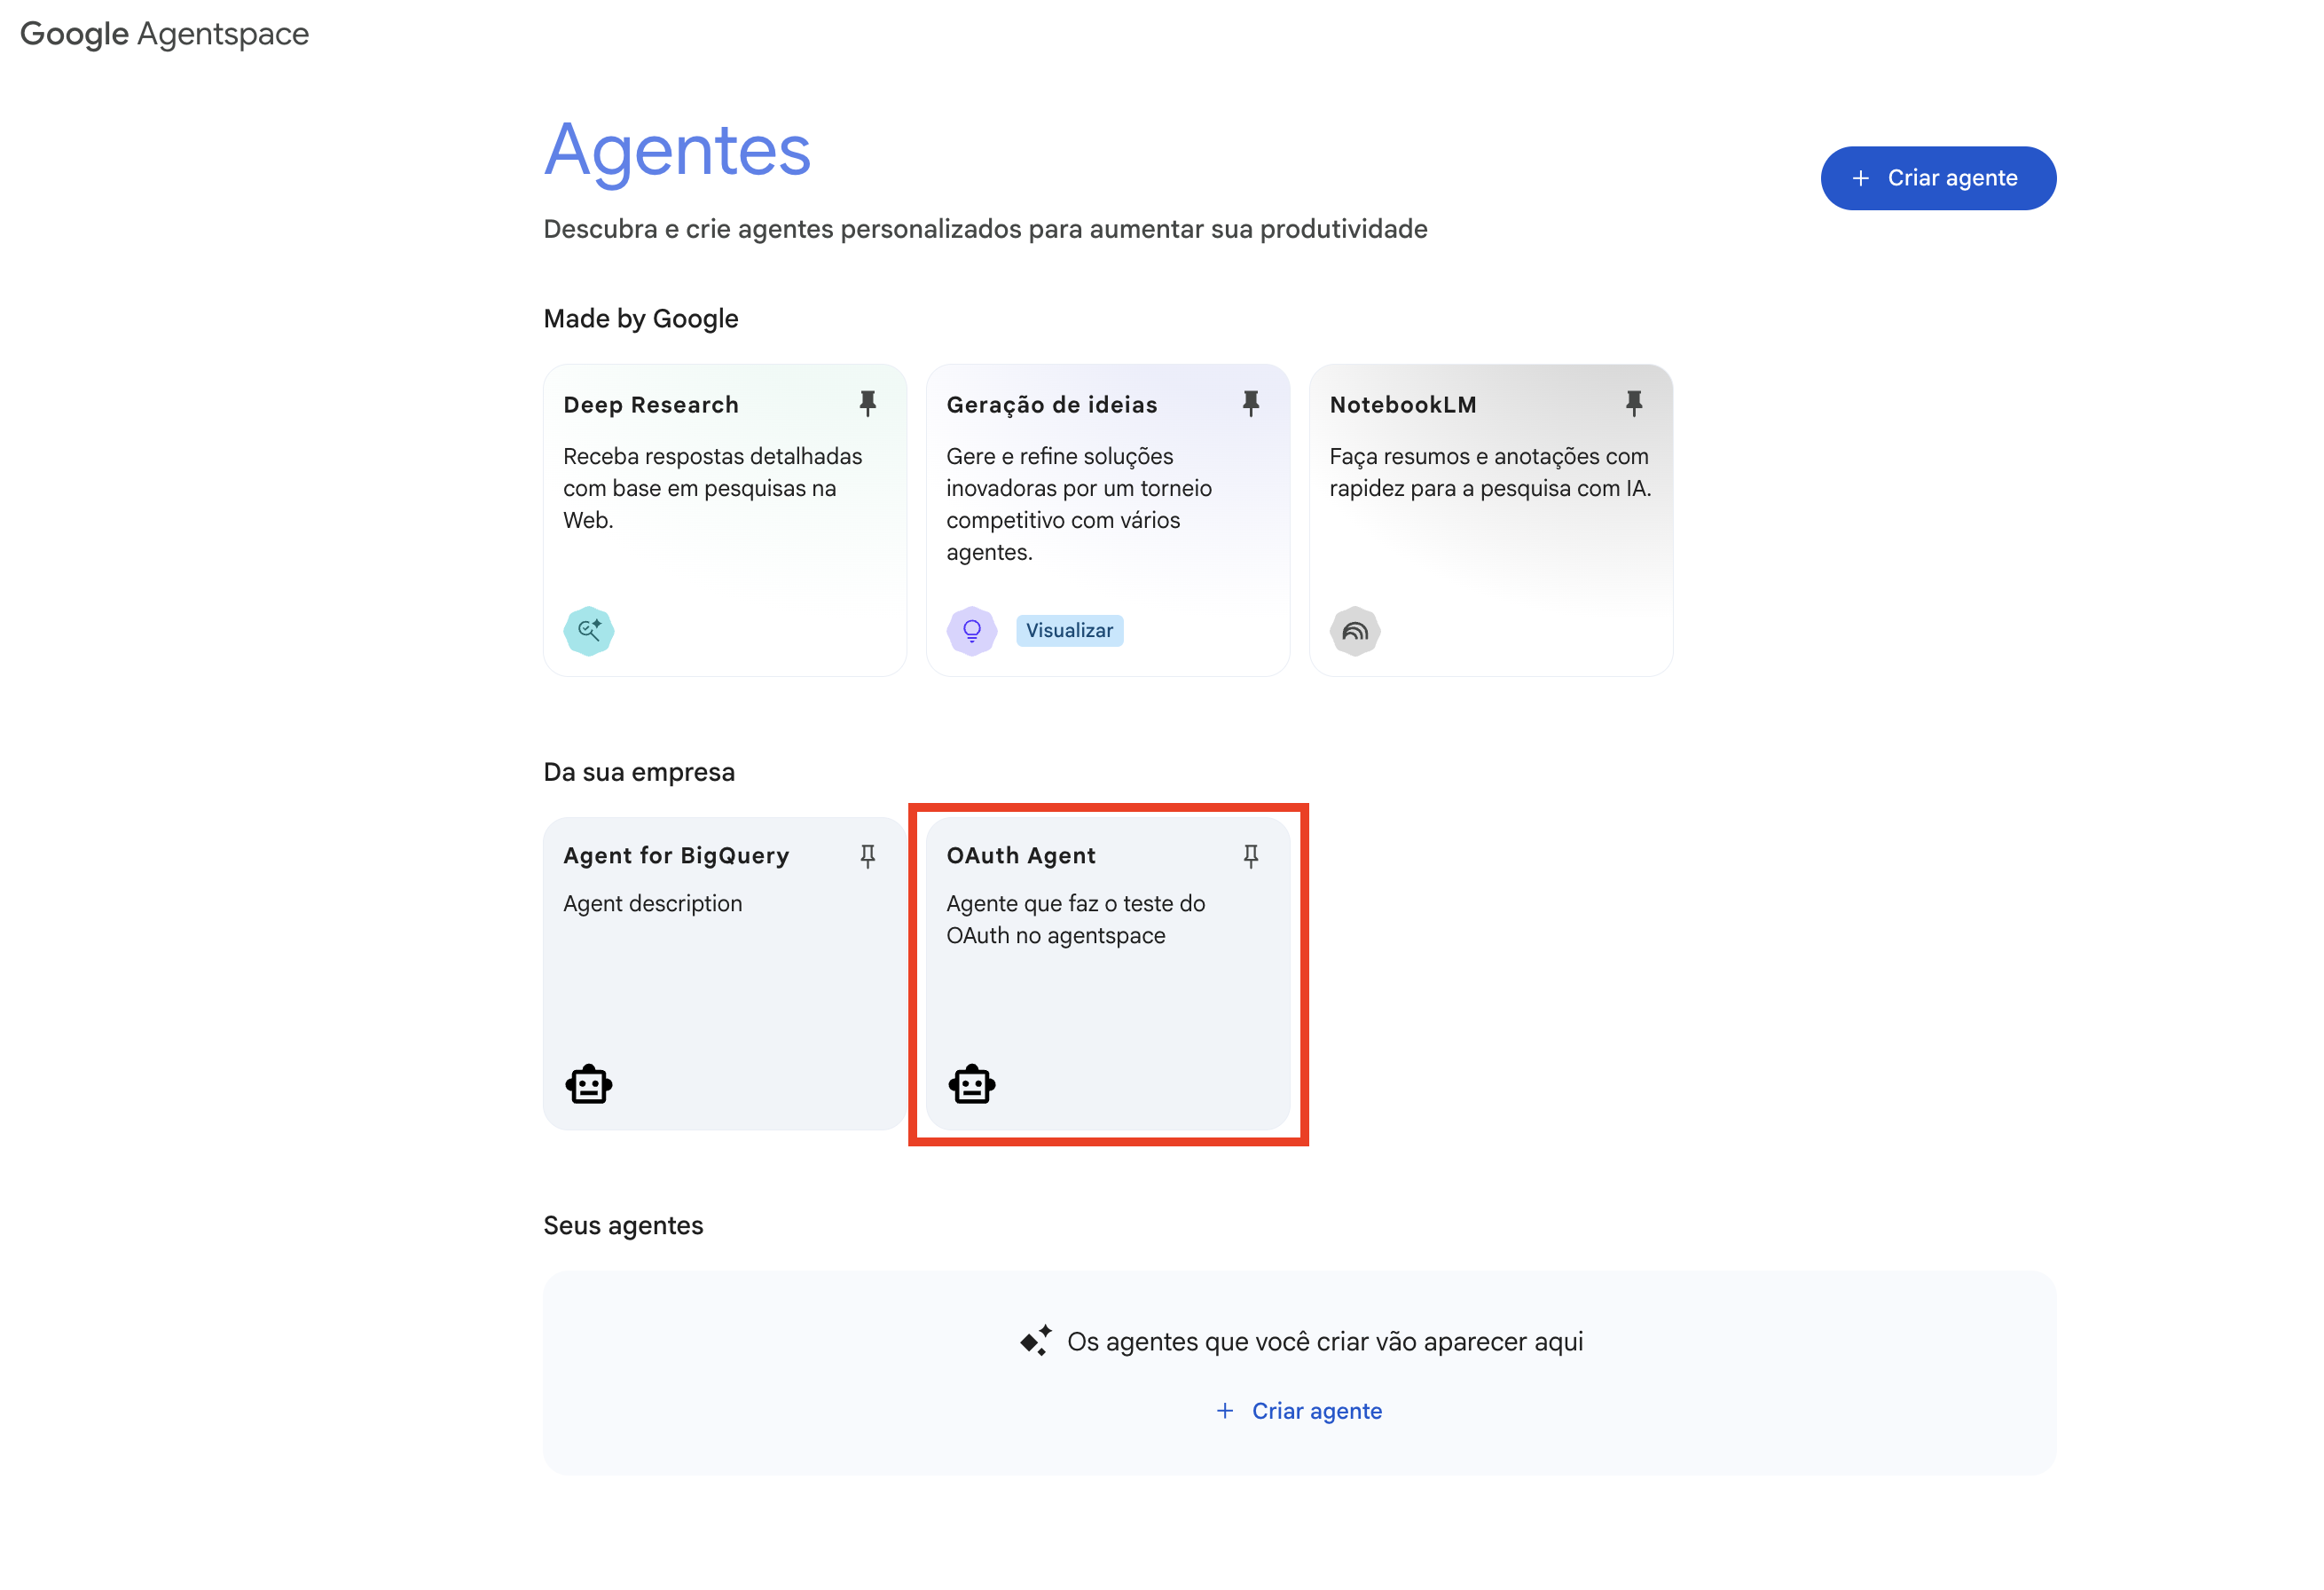 Google Agentspace
Agentes
+ Criar agente
Descubra e crie agentes personalizados para aumentar sua produtividade
Made by Google
Deep Research
Receba respostas detalhadas
com base em pesquisas na
Web.
Geração de ideias
Gere e refine soluções
inovadoras por um torneio
competitivo com vários
agentes.
Visualizar
NotebookLM
Faça resumos e anotações com
rapidez para a pesquisa com IA.
Da sua empresa
Agent for BigQuery
Agent description
OAuth Agent
Agente que faz o teste do
OAuth no agentspace
Seus agentes
Os agentes que você criar vão aparecer aqui
+ Criar agente